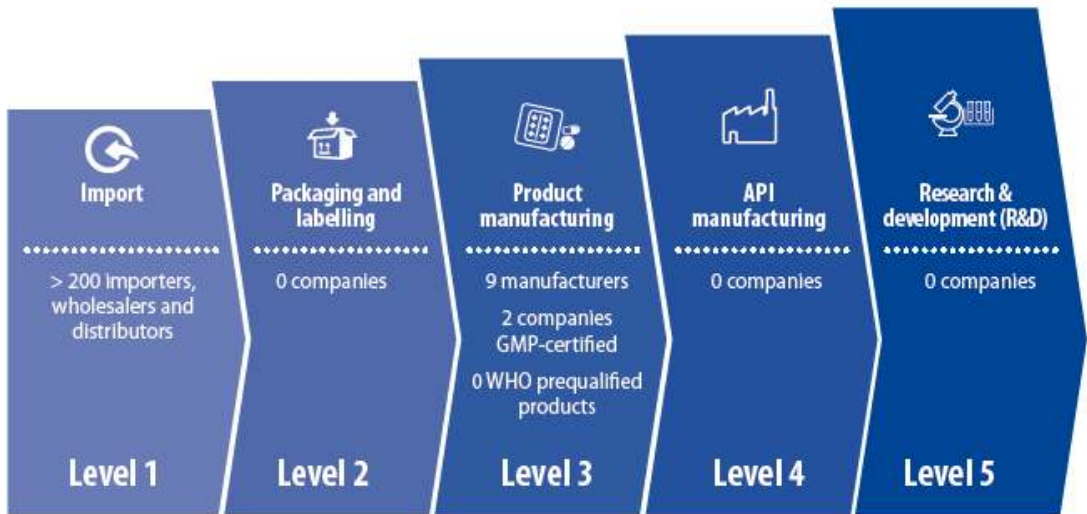 Import
> 200 importers,
wholesalers and
distributors
Level 1
Packaging and
labelling
0 companies
Level 2
Product
manufacturing
9 manufacturers
2 companies
GMP-certified
0 WHO prequalified
products
Level 3
API
manufacturing
0 companies
Level 4
Research &
development (R&D)
0 companies
Level 5